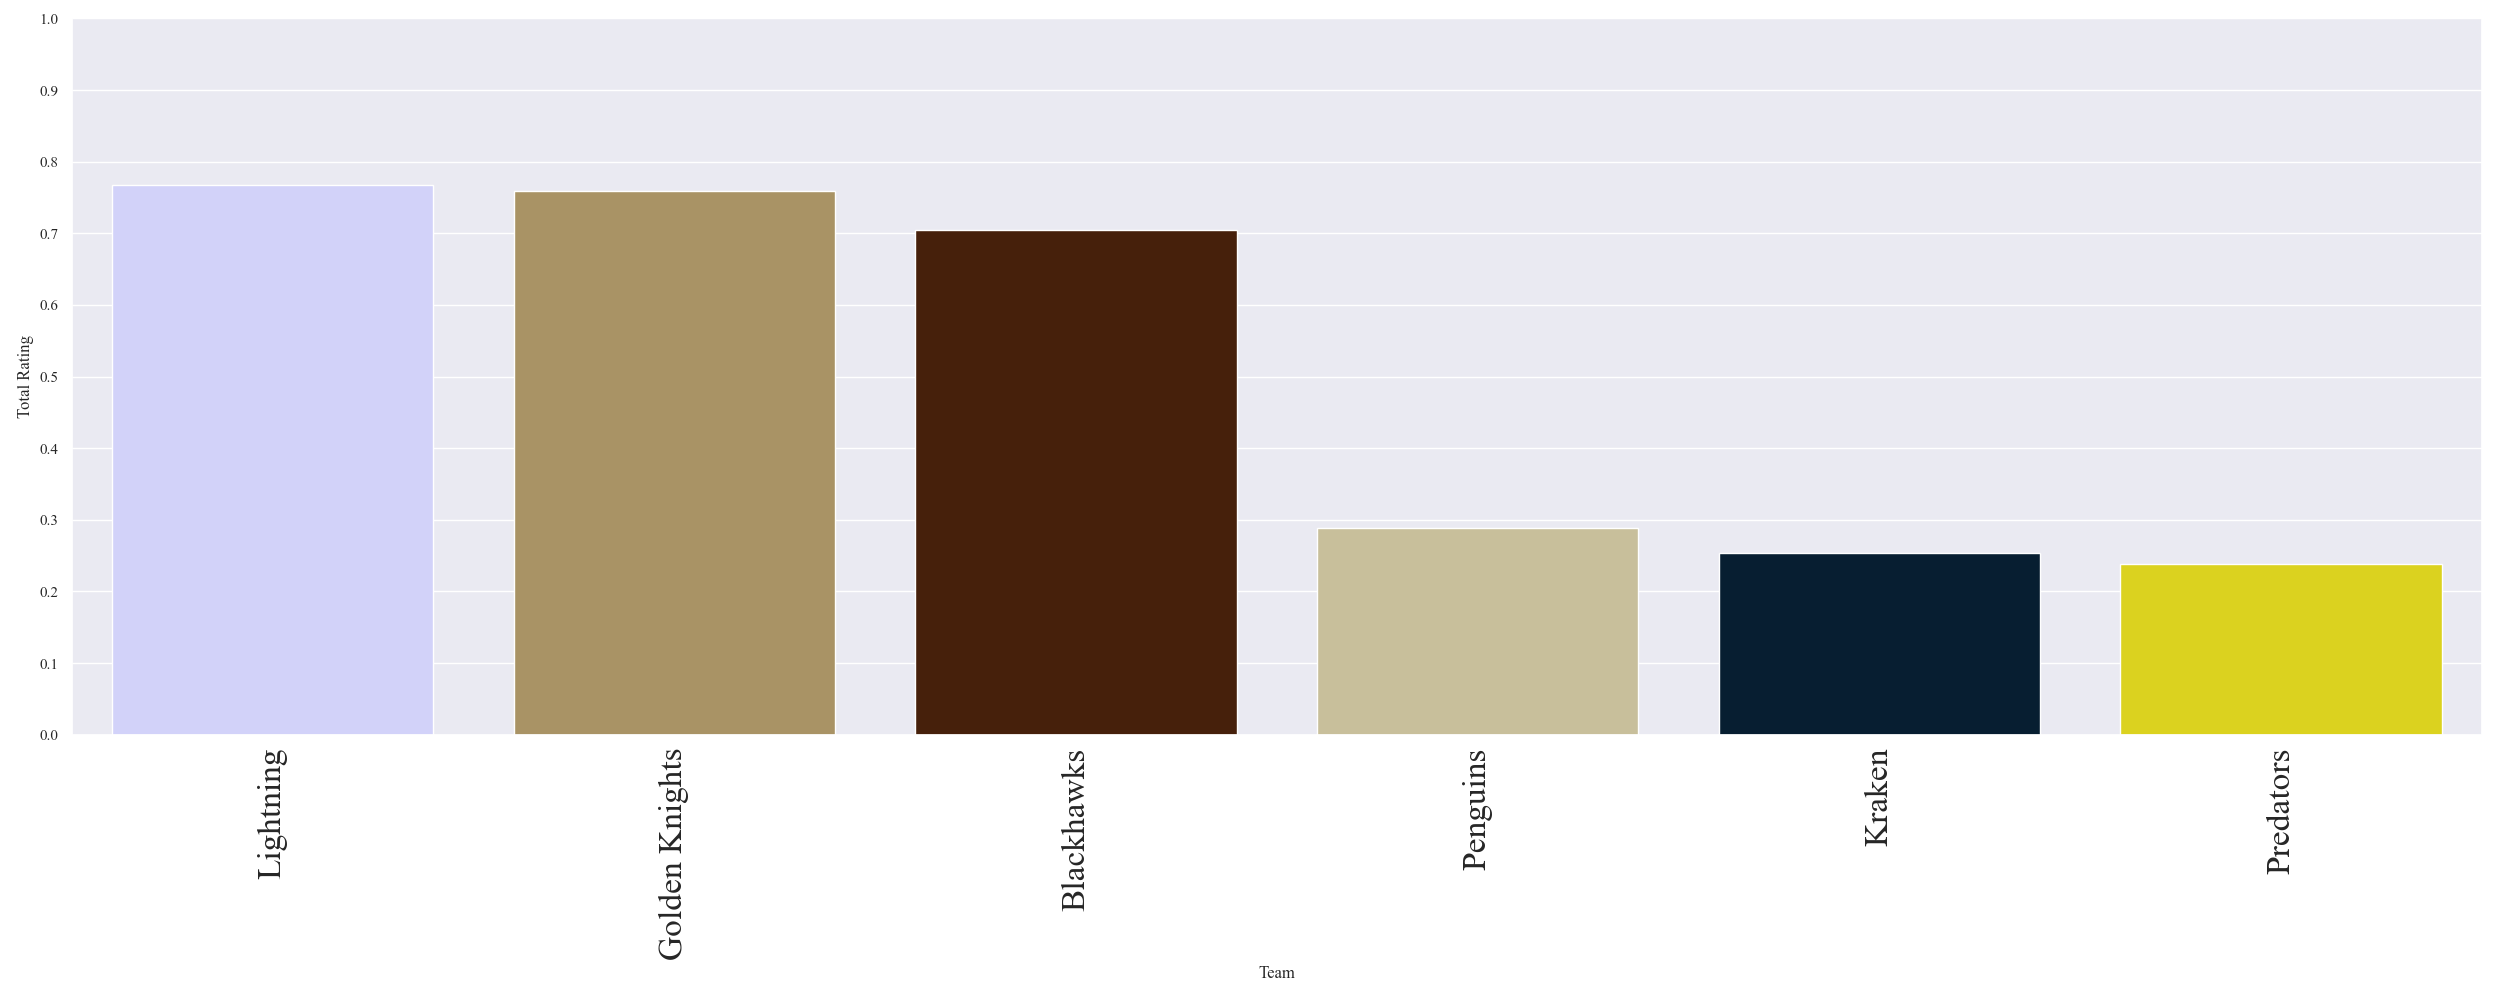 1.0
0.9
0.8
0.7
0.6
0.5
0.4
0.3
0.2
0.1
0.0
Total Rating
Lightning
Golden Knights
Blackhawks
Penguins
Kraken
Predators
Team